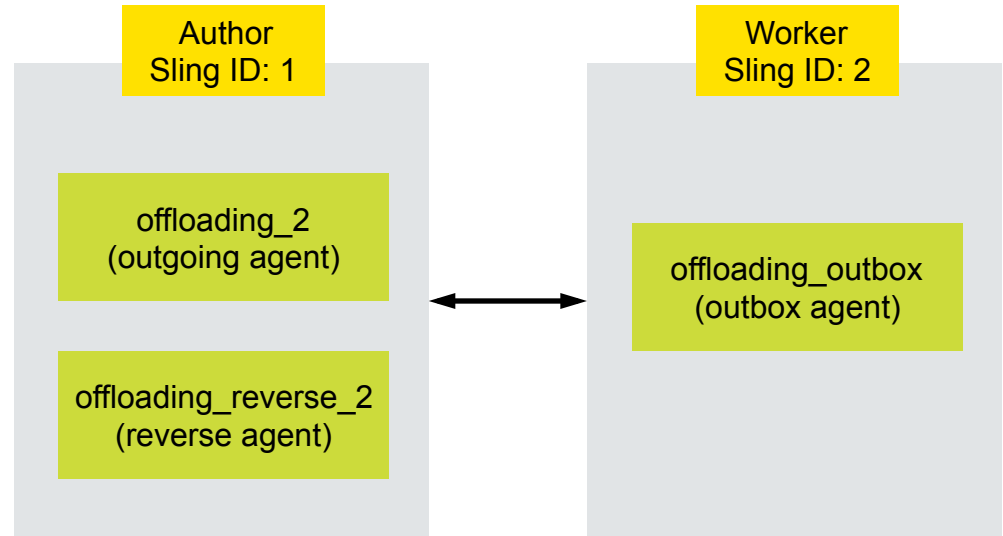 Author
Sling ID: 1
offloading_2
(outgoing agent)
offloading_reverse_2
(reverse agent)
Worker
Sling ID: 2
offloading_outbox
(outbox agent)